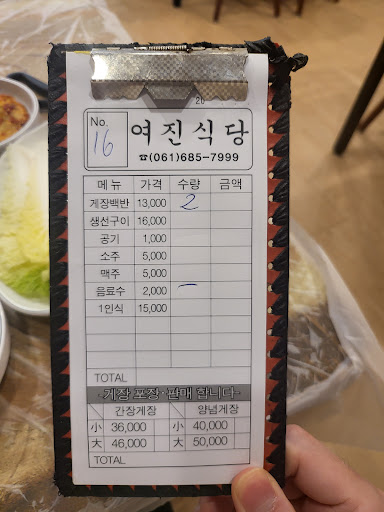 No. 16
20
여진식당
☎(061)685-7999
메뉴 가격 수량 금액
게장백반 13,000 2
생선구이 16,000
공기 1,000
소주 5,000
맥주 5,000
음료수 2,000 ー
1인식 15,000
TOTAL
-게장 포장·판매 합니다-
간장게장 양념게장
小 36,000 小 40,000
大 46,000 大 50,000
TOTAL